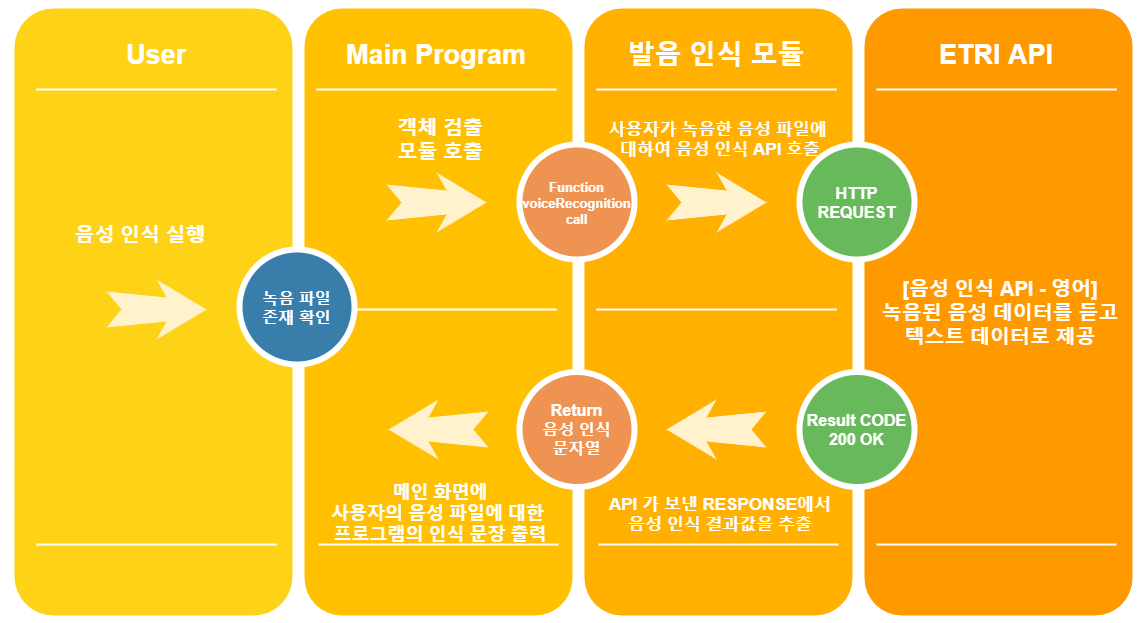 User
음성 인식 실행
녹음 파일
존재 확인
Main Program
객체 검출
모듈 호출
Function
voiceRecognition
call
Return
음성 인식
문자열
메인 화면에
사용자의 음성 파일에 대한
프로그램의 인식 문장 출력
발음 인식 모듈
사용자가 녹음한 음성 파일에
대하여 음성 인식 API 호출
HTTP
REQUEST
Result CODE
200 OK
API 가 보낸 RESPONSE에서
음성 인식 결과값을 추출
ETRI API
[음성 인식 API - 영어]
녹음된 음성 데이터를 듣고
텍스트 데이터로 제공